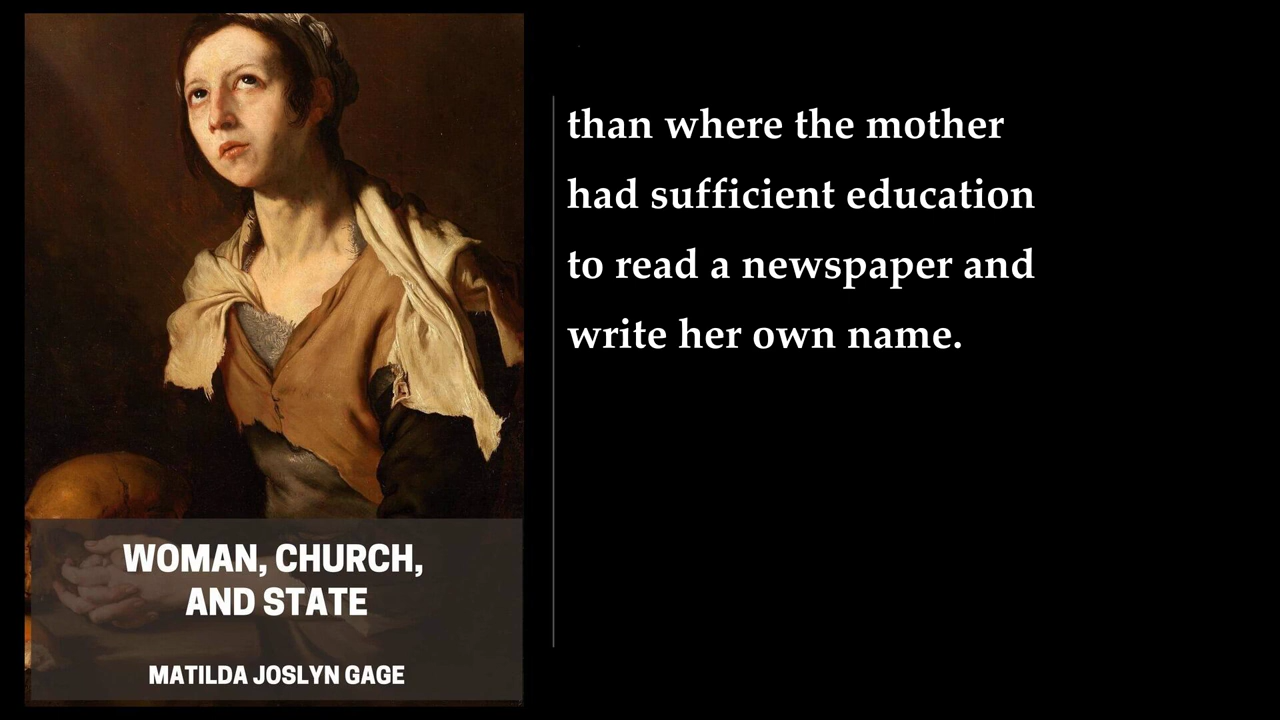 than where the mother
had sufficient education
to read a newspaper and
write her own name.
WOMAN, CHURCH,
AND STATE
MATILDA JOSLYN GAGE